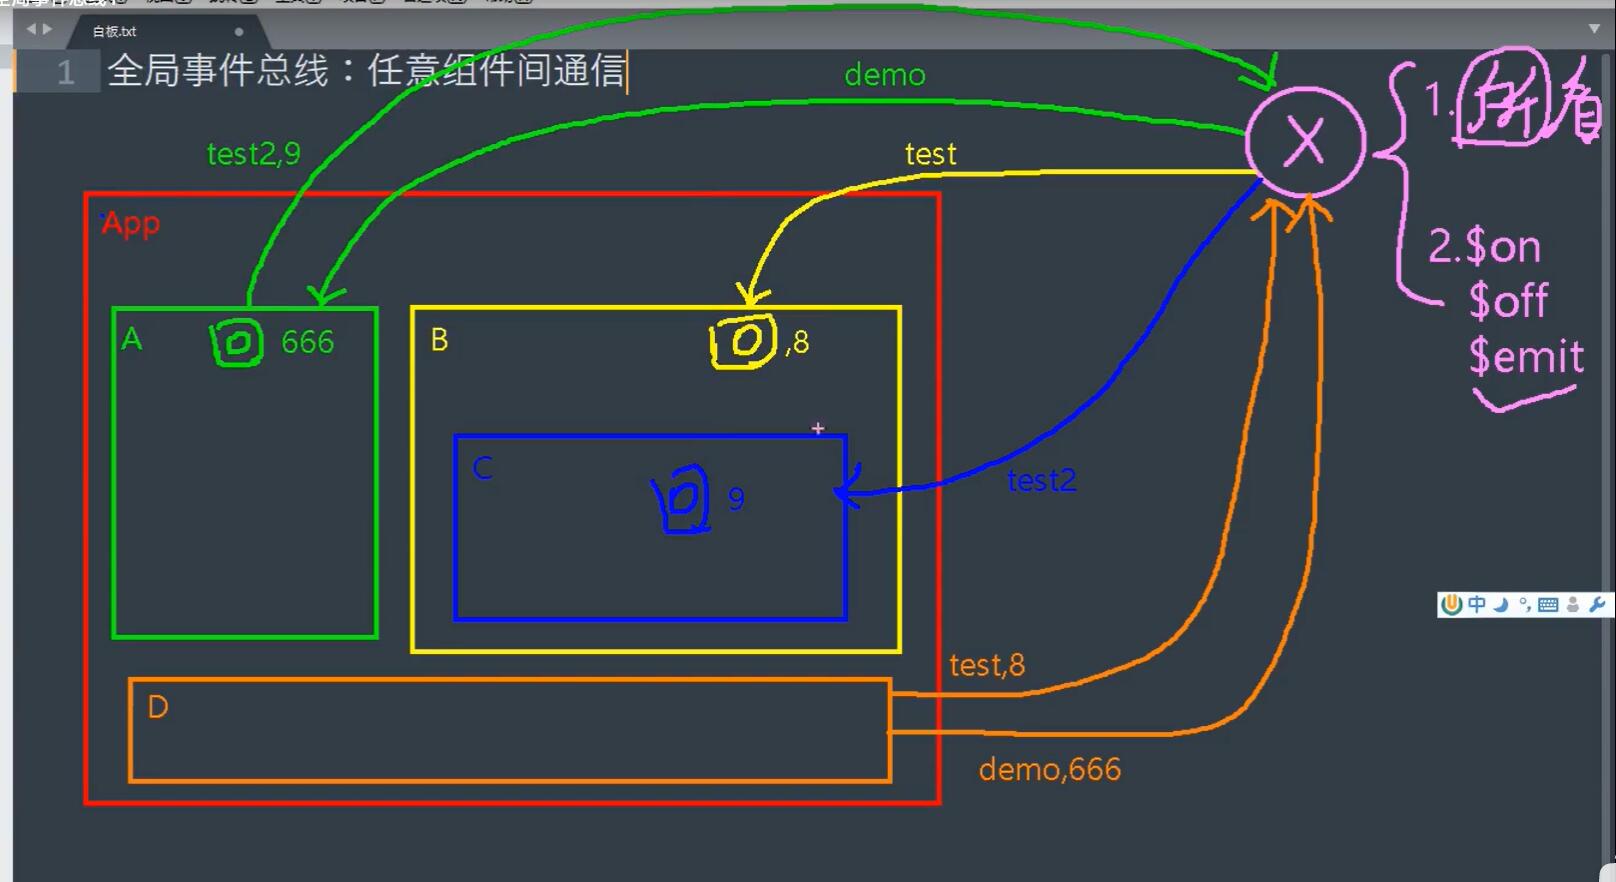 白板.txt
1 全局事件总线：任意组件间通信
demo
test2,9
test
X
1.所有
App
2.$on
$off
$emit
A 666
B ,8
C 9
test2
中
test,8
D
demo,666